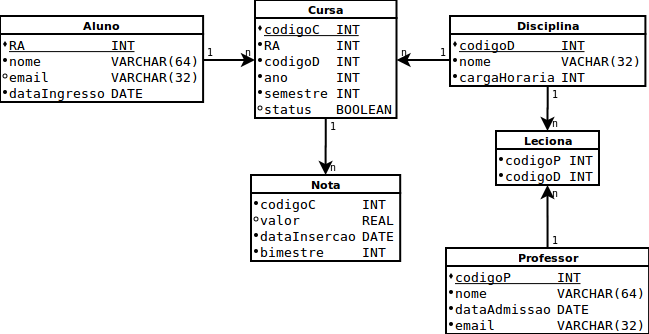 Aluno
RA INT
nome VARCHAR(64)
email VARCHAR(32)
dataIngresso DATE
1
n
Cursa
codigoC INT
RA INT
codigoD INT
ano INT
semestre INT
status BOOLEAN
n
1
Disciplina
codigoD INT
nome VACHAR(32)
cargaHoraria INT
1
n
Leciona
codigoP INT
codigoD INT
n
1
1
n
Nota
codigoC INT
valor REAL
dataInsercao DATE
bimestre INT
Professor
codigoP INT
nome VARCHAR(64)
dataAdmissao DATE
email VARCHAR(32)